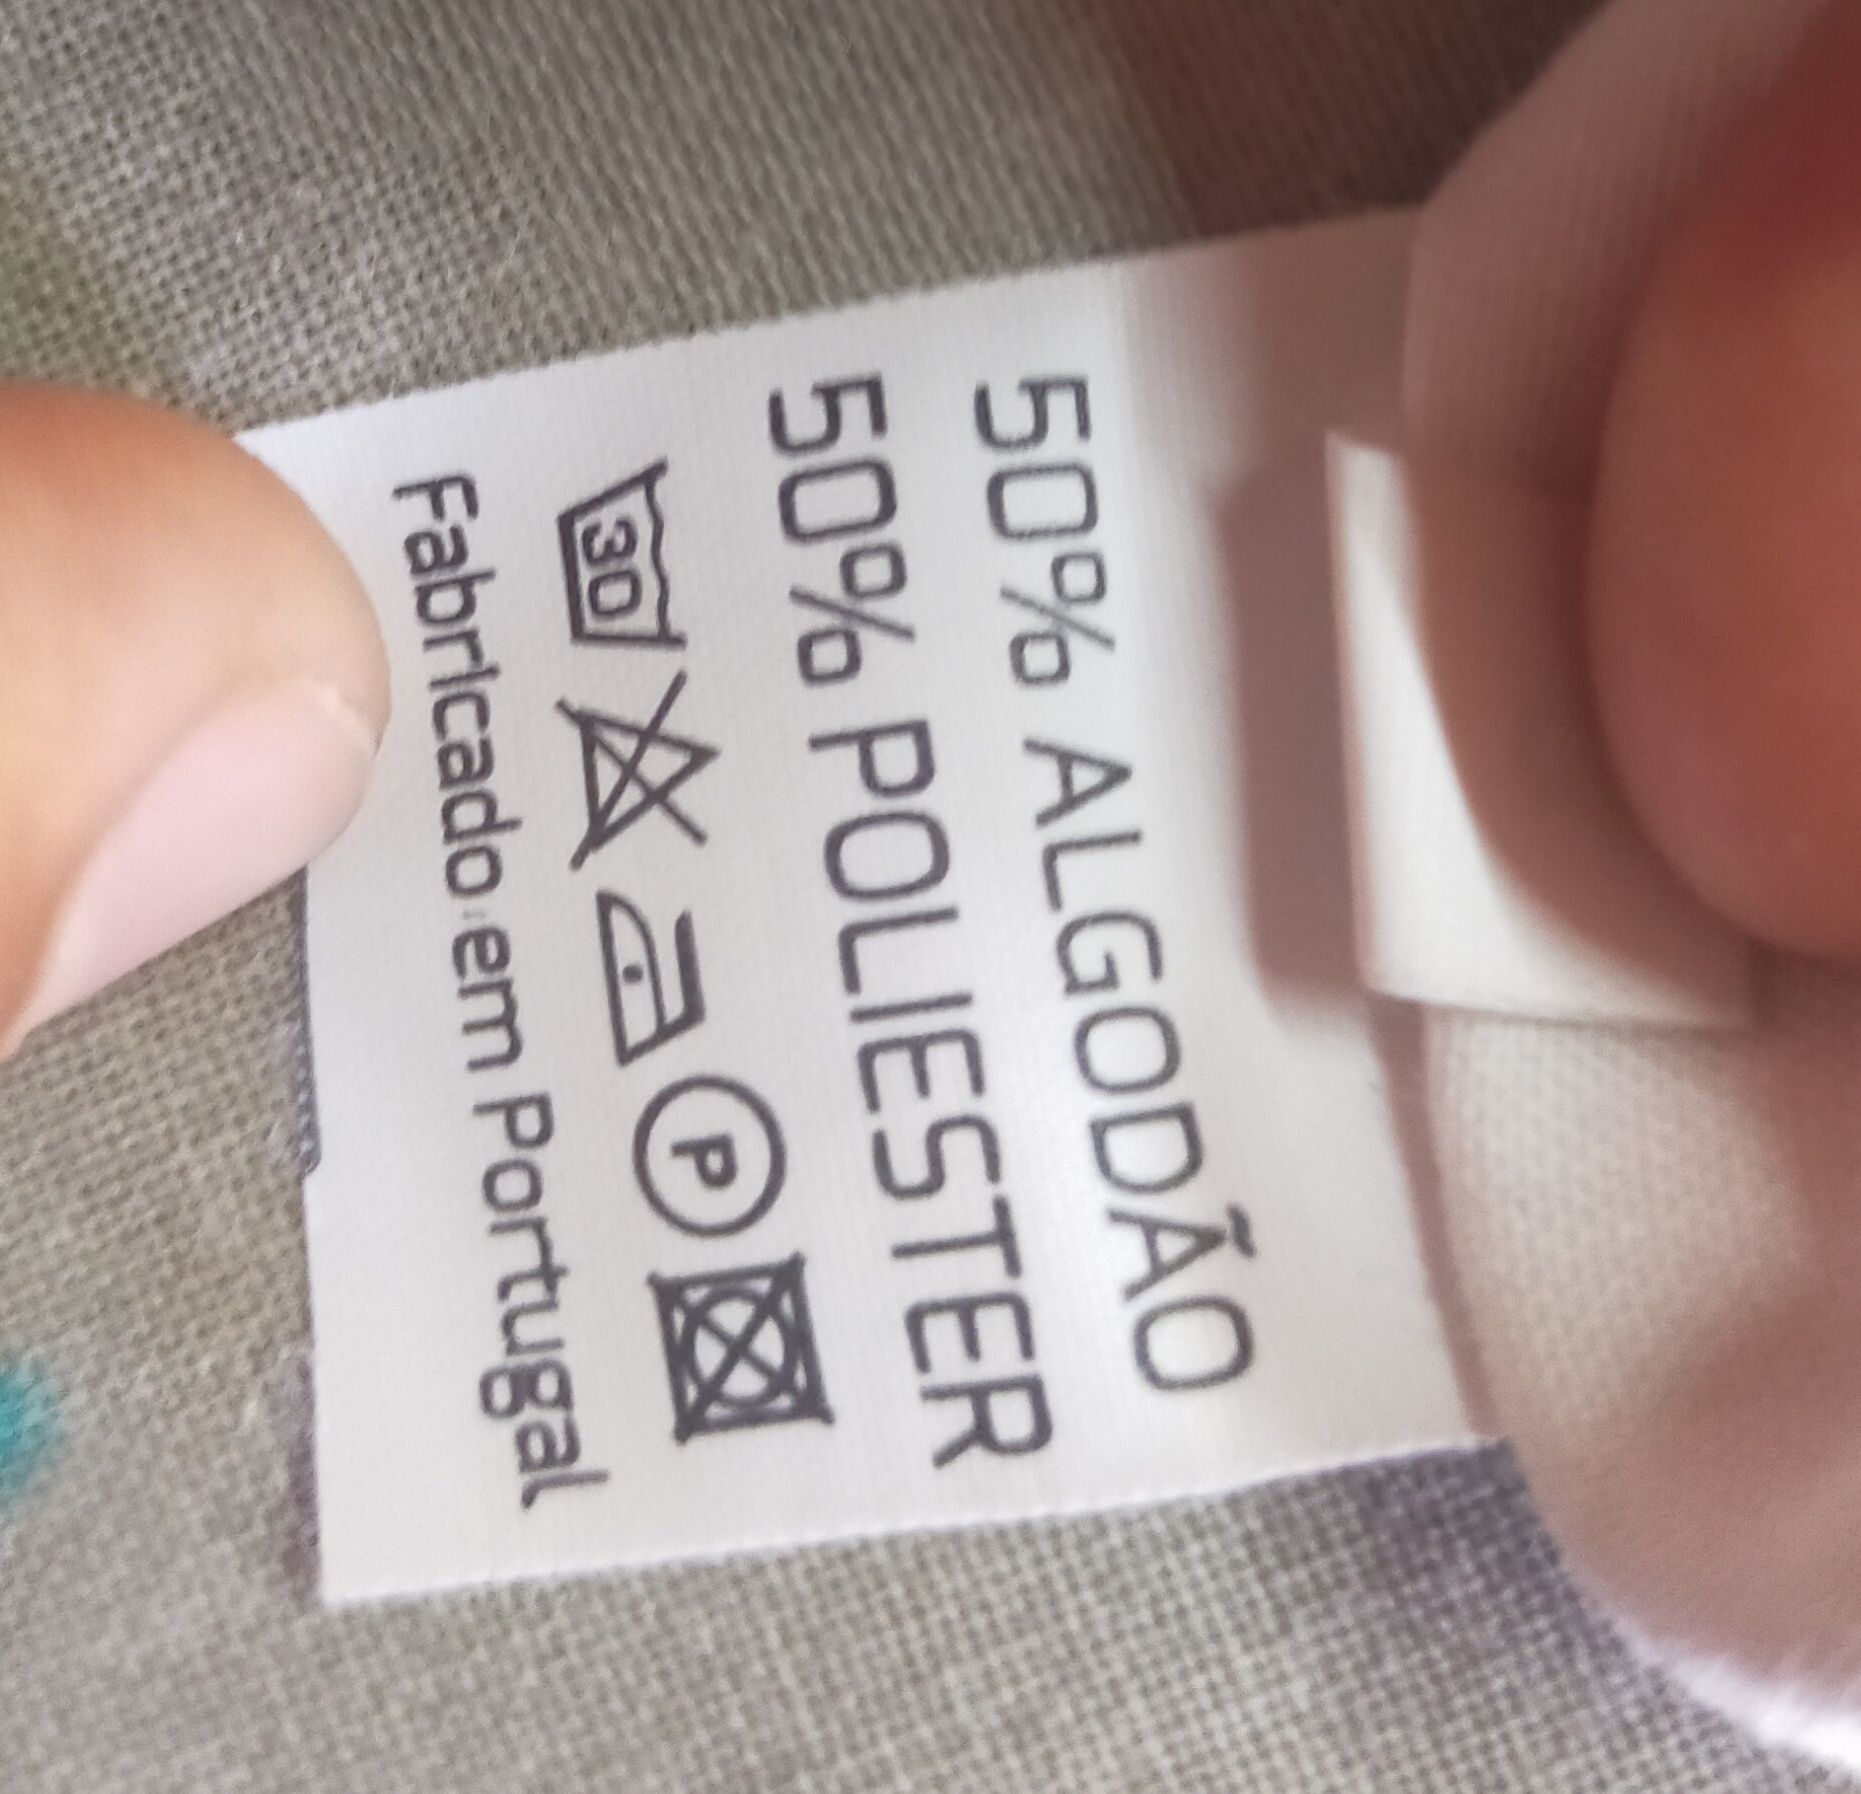 50% ALGODÃO
50% POLIESTER
30 P
Fabricado em Portugal